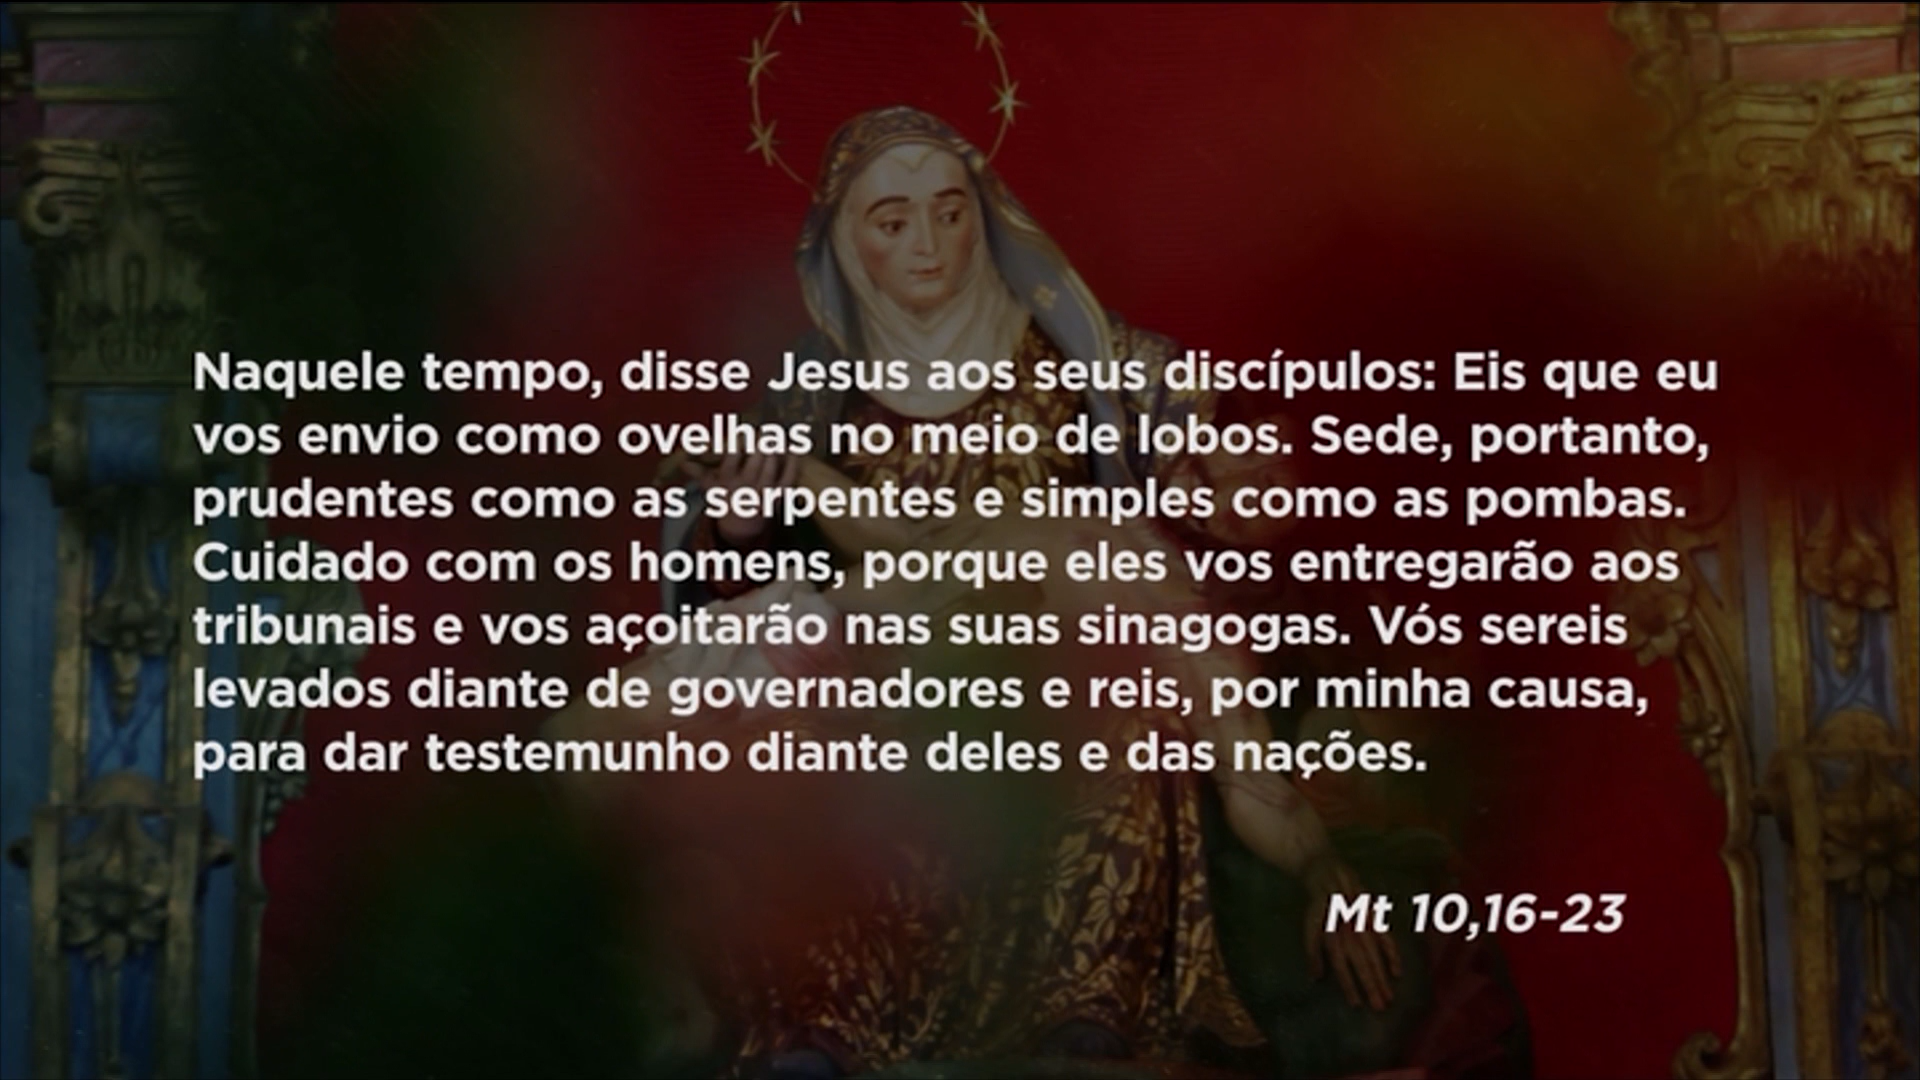 Naquele tempo, disse Jesus aos seus discípulos: Eis que eu
vos envio como ovelhas no meio de lobos. Sede, portanto,
prudentes como as serpentes e simples como as pombas.
Cuidado com os homens, porque eles vos entregarão aos
tribunais e vos açoitarão nas suas sinagogas. Vós sereis
levados diante de governadores e reis, por minha causa,
para dar testemunho diante deles e das nações.
Mt 10,16-23